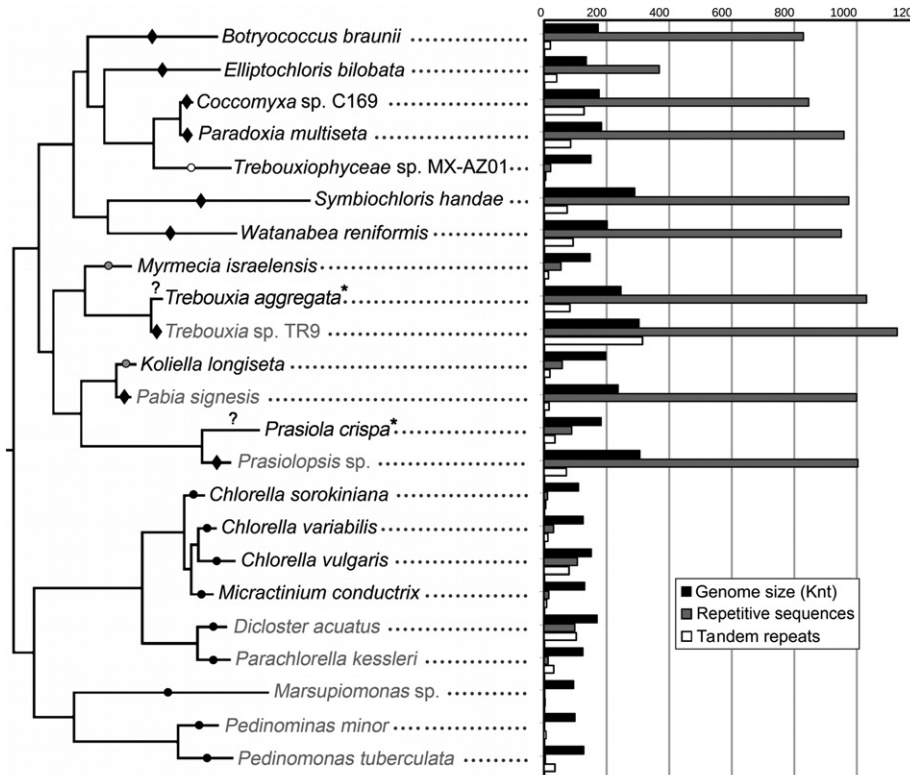 0 200 400 600 800 1000 120
Botryococcus braunii
Elliptochloris bilobata
Coccomyxa sp. C169
Paradoxia multiseta
Trebouxiophyceae sp. MX-AZ01
Symbiochloris handae
Watanabea reniformis
Myrmecia israelensis
? Trebouxia aggregata*
Trebouxia sp. TR9
Koliella longiseta
Pabia signesis
? Prasiola crispa*
Prasiolopsis sp.
Chlorella sorokiniana
Chlorella variabilis
Chlorella vulgaris
Micractinium conductrix
Dicloster acuatus
Parachlorella kessleri
Marsupiomonas sp.
Pedinominas minor
Pedinomonas tuberculata
Genome size (Knt)
Repetitive sequences
Tandem repeats